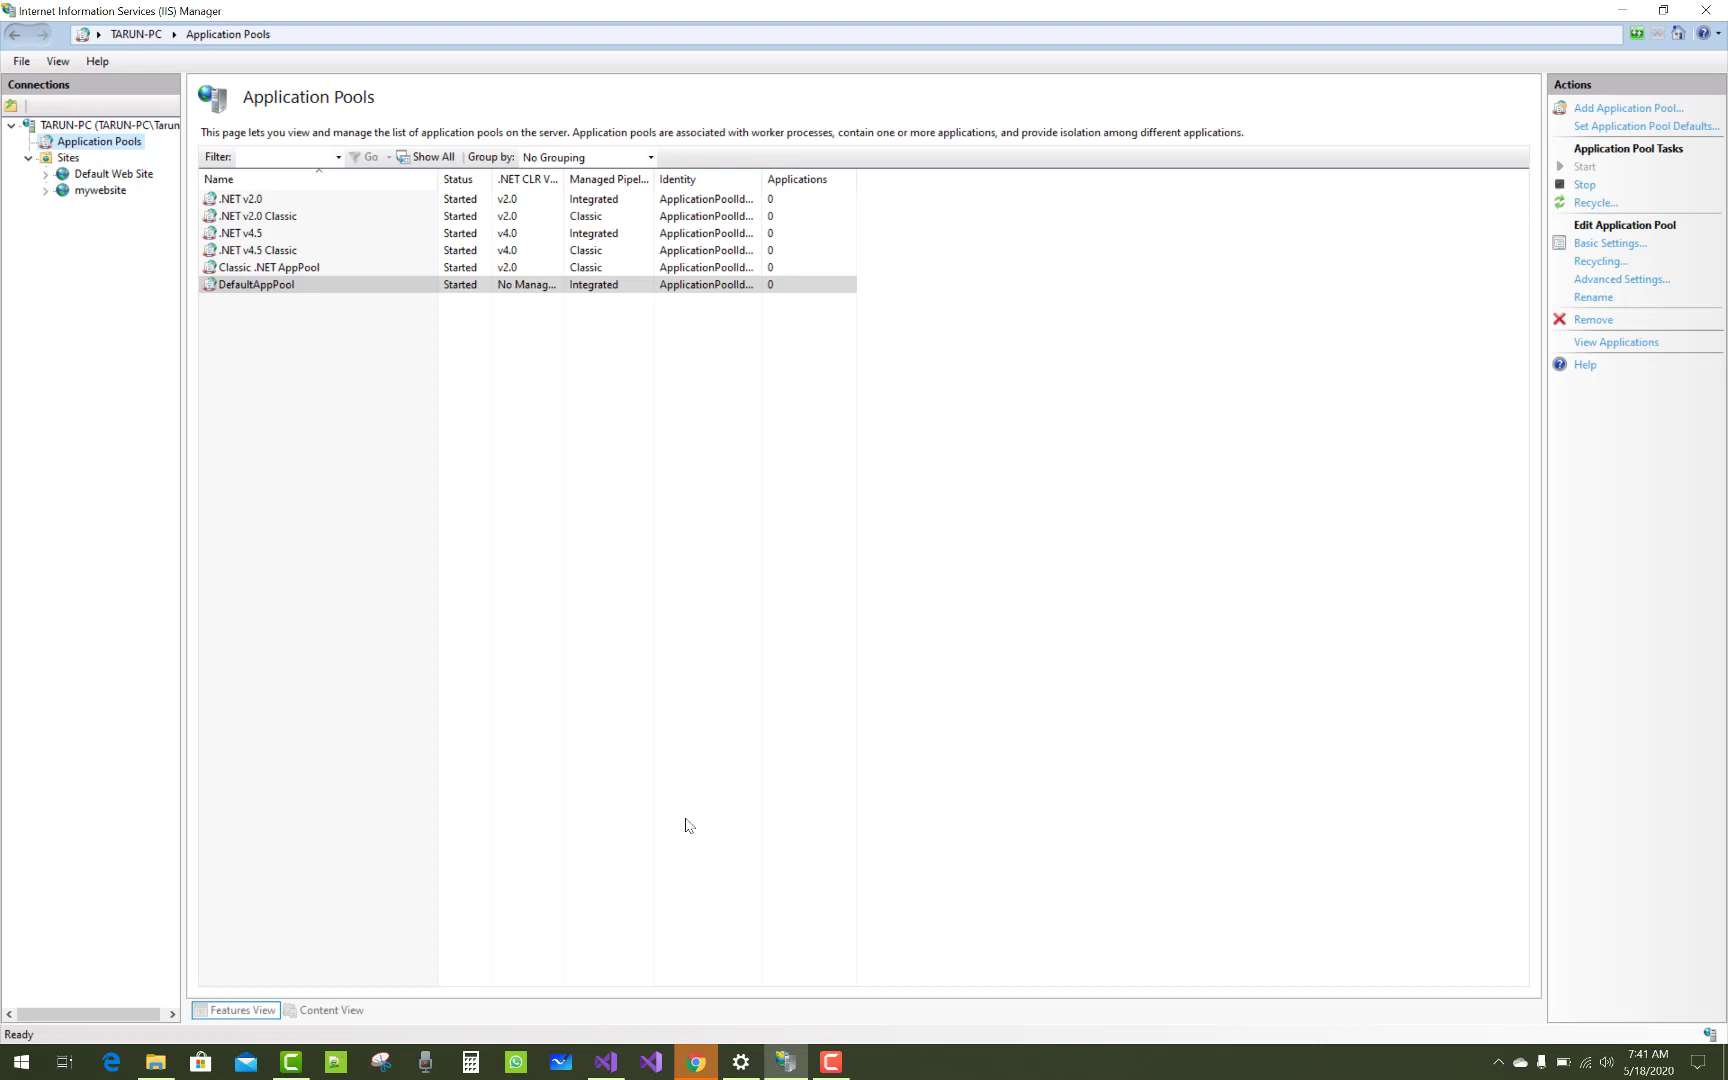 Internet Information Services (IIS) Manager
TARUN-PC Application Pools
File View Help
Connections
TARUN-PC (TARUN-PC\Tarun
Application Pools
Sites
Default Web Site
mywebsite
Application Pools
This page lets you view and manage the list of application pools on the server. Application pools are associated with worker processes, contain one or more applications, and provide isolation among different applications.
Filter: Go Show All Group by: No Grouping
Name Status .NET CLR V... Managed Pipel... Identity Applications
.NET v2.0 Started v2.0 Integrated ApplicationPoolId... 0
.NET v2.0 Classic Started v2.0 Classic ApplicationPoolId... 0
.NET v4.5 Started v4.0 Integrated ApplicationPoolId... 0
.NET v4.5 Classic Started v4.0 Classic ApplicationPoolId... 0
Classic .NET AppPool Started v2.0 Classic ApplicationPoolId... 0
DefaultAppPool Started No Manag... Integrated ApplicationPoolId... 0
Features View Content View
Actions
Add Application Pool...
Set Application Pool Defaults...
Application Pool Tasks
Start
Stop
Recycle...
Edit Application Pool
Basic Settings...
Recycling...
Advanced Settings...
Rename
Remove
View Applications
Help
Ready
7:41 AM
5/18/2020